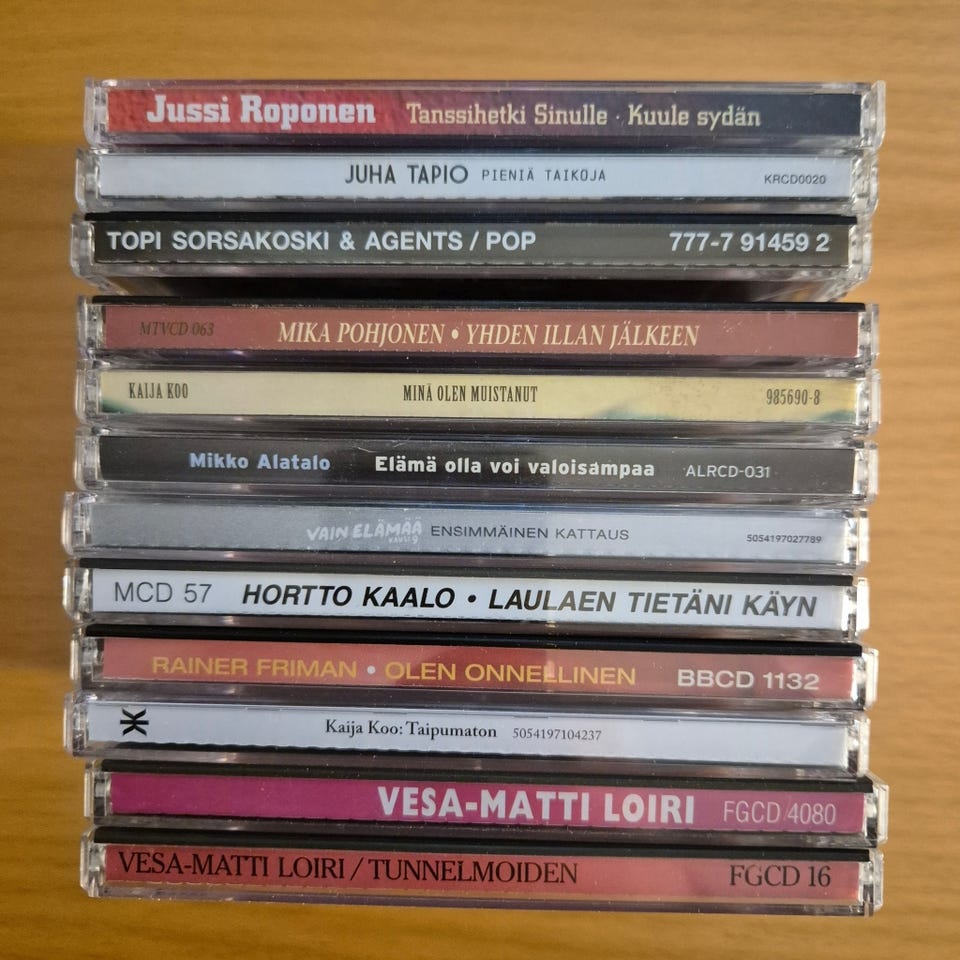 Jussi Roponen Tanssihetki Sinulle · Kuule sydän
JUHA TAPIO PIENIÄ TAIKOJA KRCD0020
TOPI SORSAKOSKI & AGENTS / POP 777-7 91459 2
MTVCD 063 MIKA POHJONEN • YHDEN ILLAN JÄLKEEN
KAIJA KOO MINÄ OLEN MUISTANUT 985690-8
Mikko Alatalo Elämä olla voi valoisampaa ALRCD-031
VAIN ELÄMÄÄ KAUSI 9 ENSIMMÄINEN KATTAUS 5054197027789
MCD 57 HORTTO KAALO • LAULAEN TIETÄNI KÄYN
RAINER FRIMAN • OLEN ONNELLINEN BBCD 1132
Kaija Koo: Taipumaton 5054197104237
VESA-MATTI LOIRI FGCD 4080
VESA-MATTI LOIRI / TUNNELMOIDEN FGCD 16